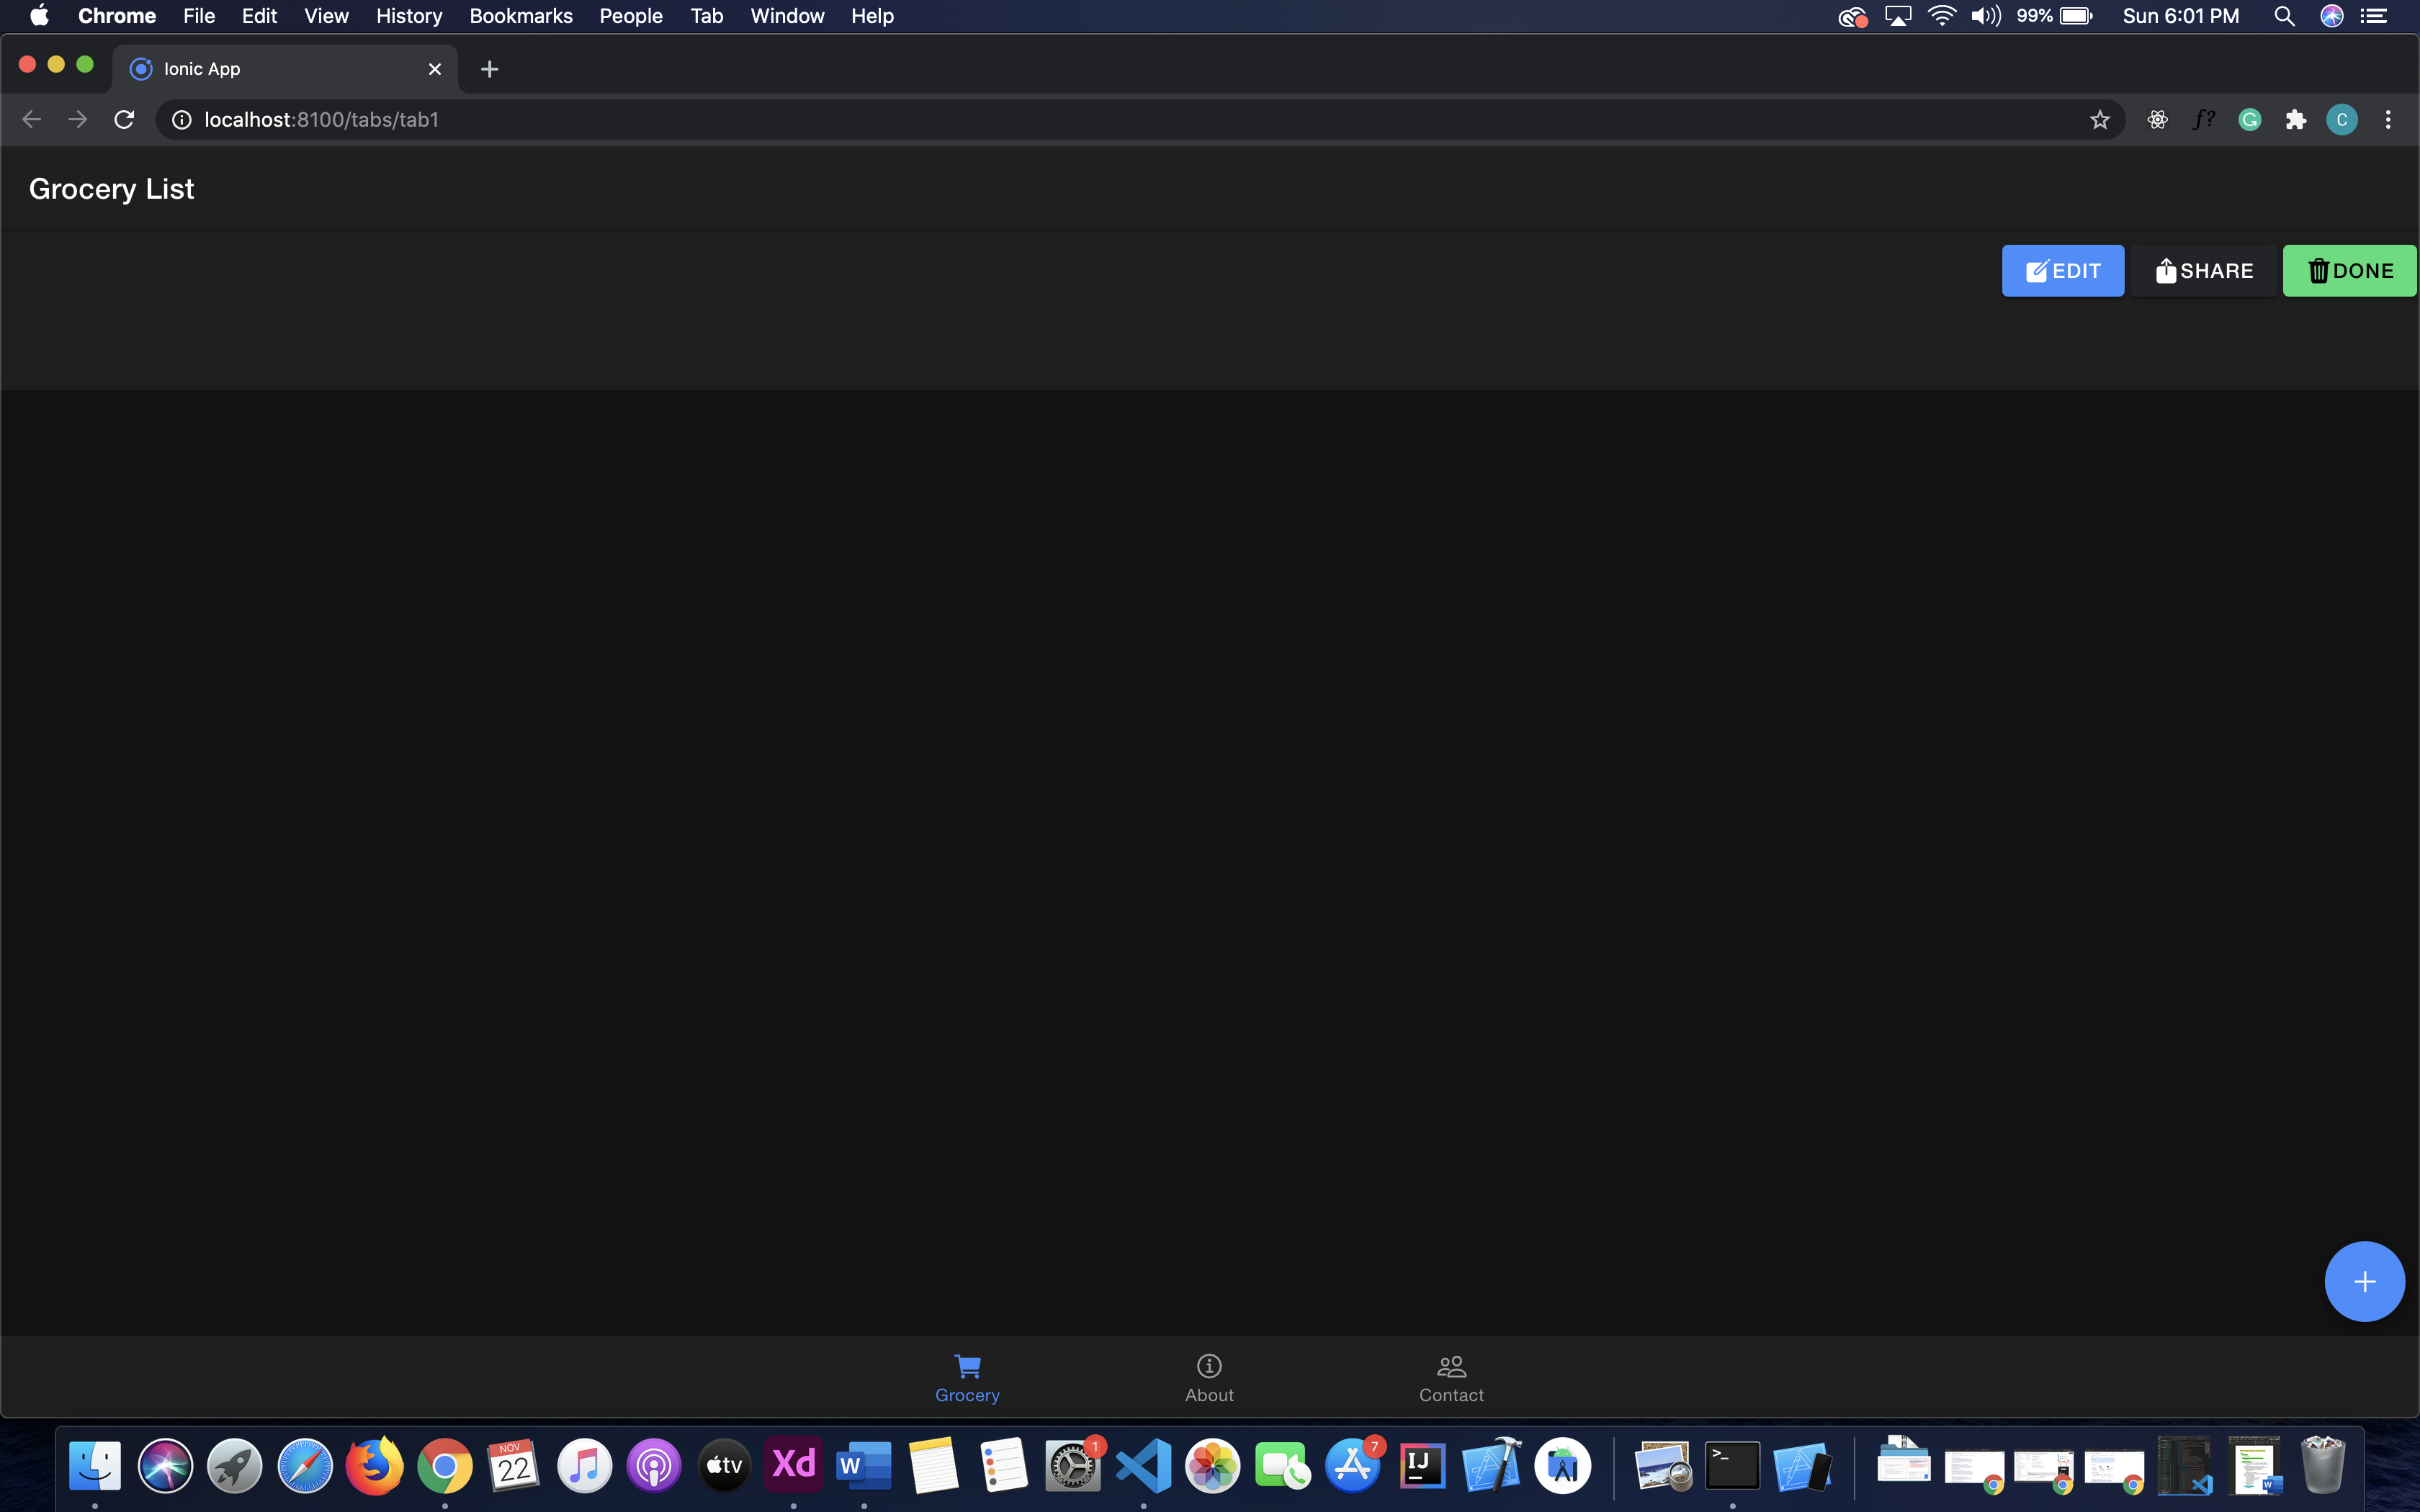 Chrome File Edit View History Bookmarks People Tab Window Help 99% Sun 6:01 PM
Ionic App
localhost:8100/tabs/tab1 f? C
Grocery List
EDIT SHARE DONE
Grocery About Contact
NOV
22 tv Xd W 1 7 IJ >_